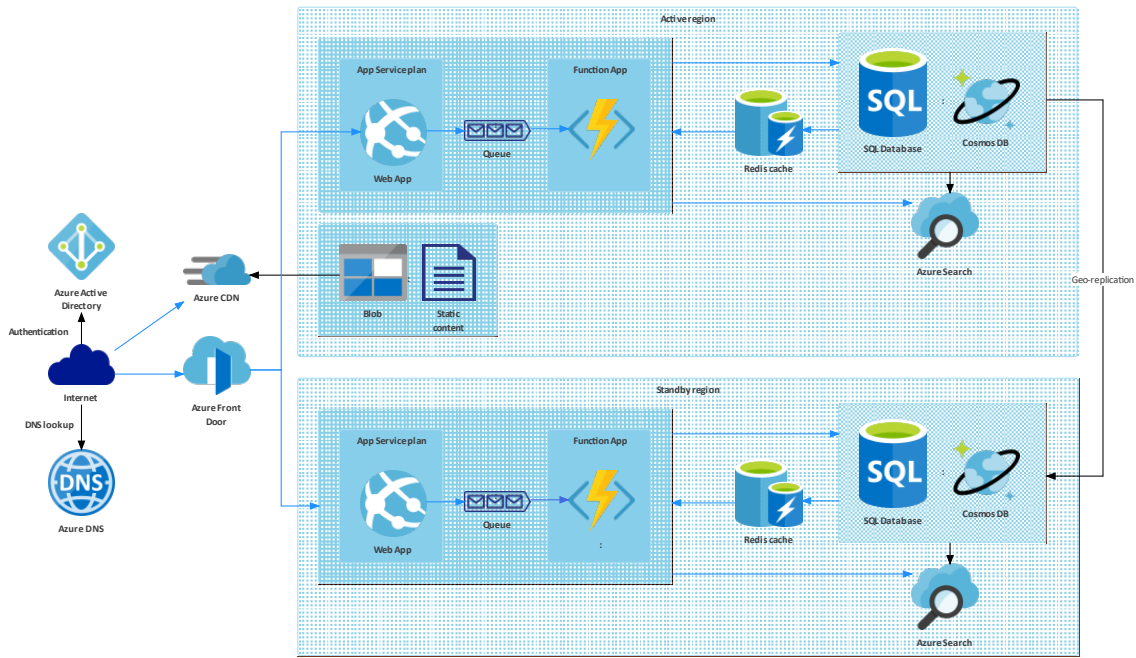 Active region
App Service plan
Function App
SQL
Web App
Queue
Redis cache
SQL Database
Cosmos DB
Azure Search
Geo-replication
Blob
Static
content
Azure Active
Directory
Authentication
Azure CDN
Internet
Azure Front
Door
DNS lookup
DNS
Azure DNS
Standby region
App Service plan
Function App
SQL
Web App
Queue
:
Redis cache
SQL Database
Cosmos DB
Azure Search